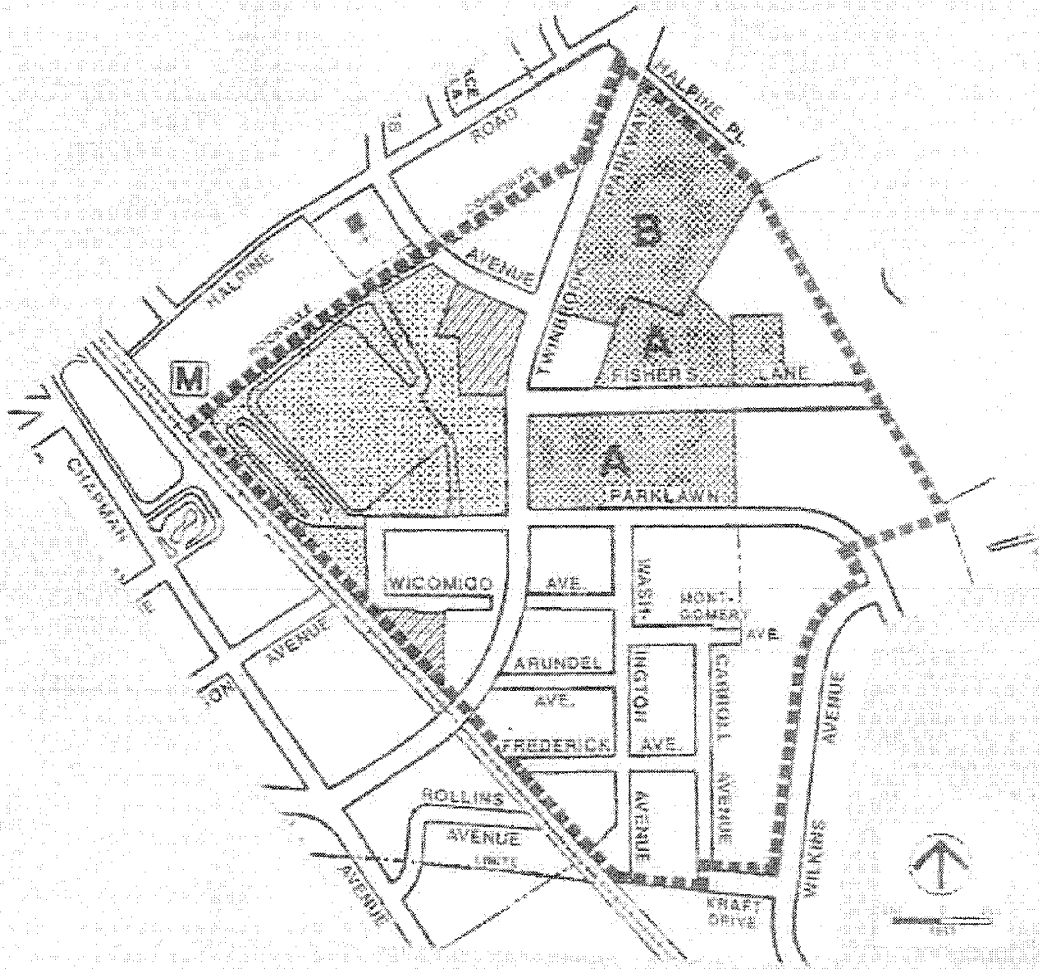 HALPINE PL.
ROAD
PARKWAY
HALPINE
AVENUE
B
TWINBROOK
M
A
FISHERS LANE
CHAPMAN
A
PARKLAWN
WICOMICO AVE.
WASH-
INGTON
AVENUE
MONT-
GOMERY
AVE.
AVENUE
ARUNDEL
AVE.
CARROLL AVENUE
FREDERICK AVE.
AVENUE
ROLLINS
AVENUE
LIMITS
WILKINS
AVENUE
KRAFT
DRIVE